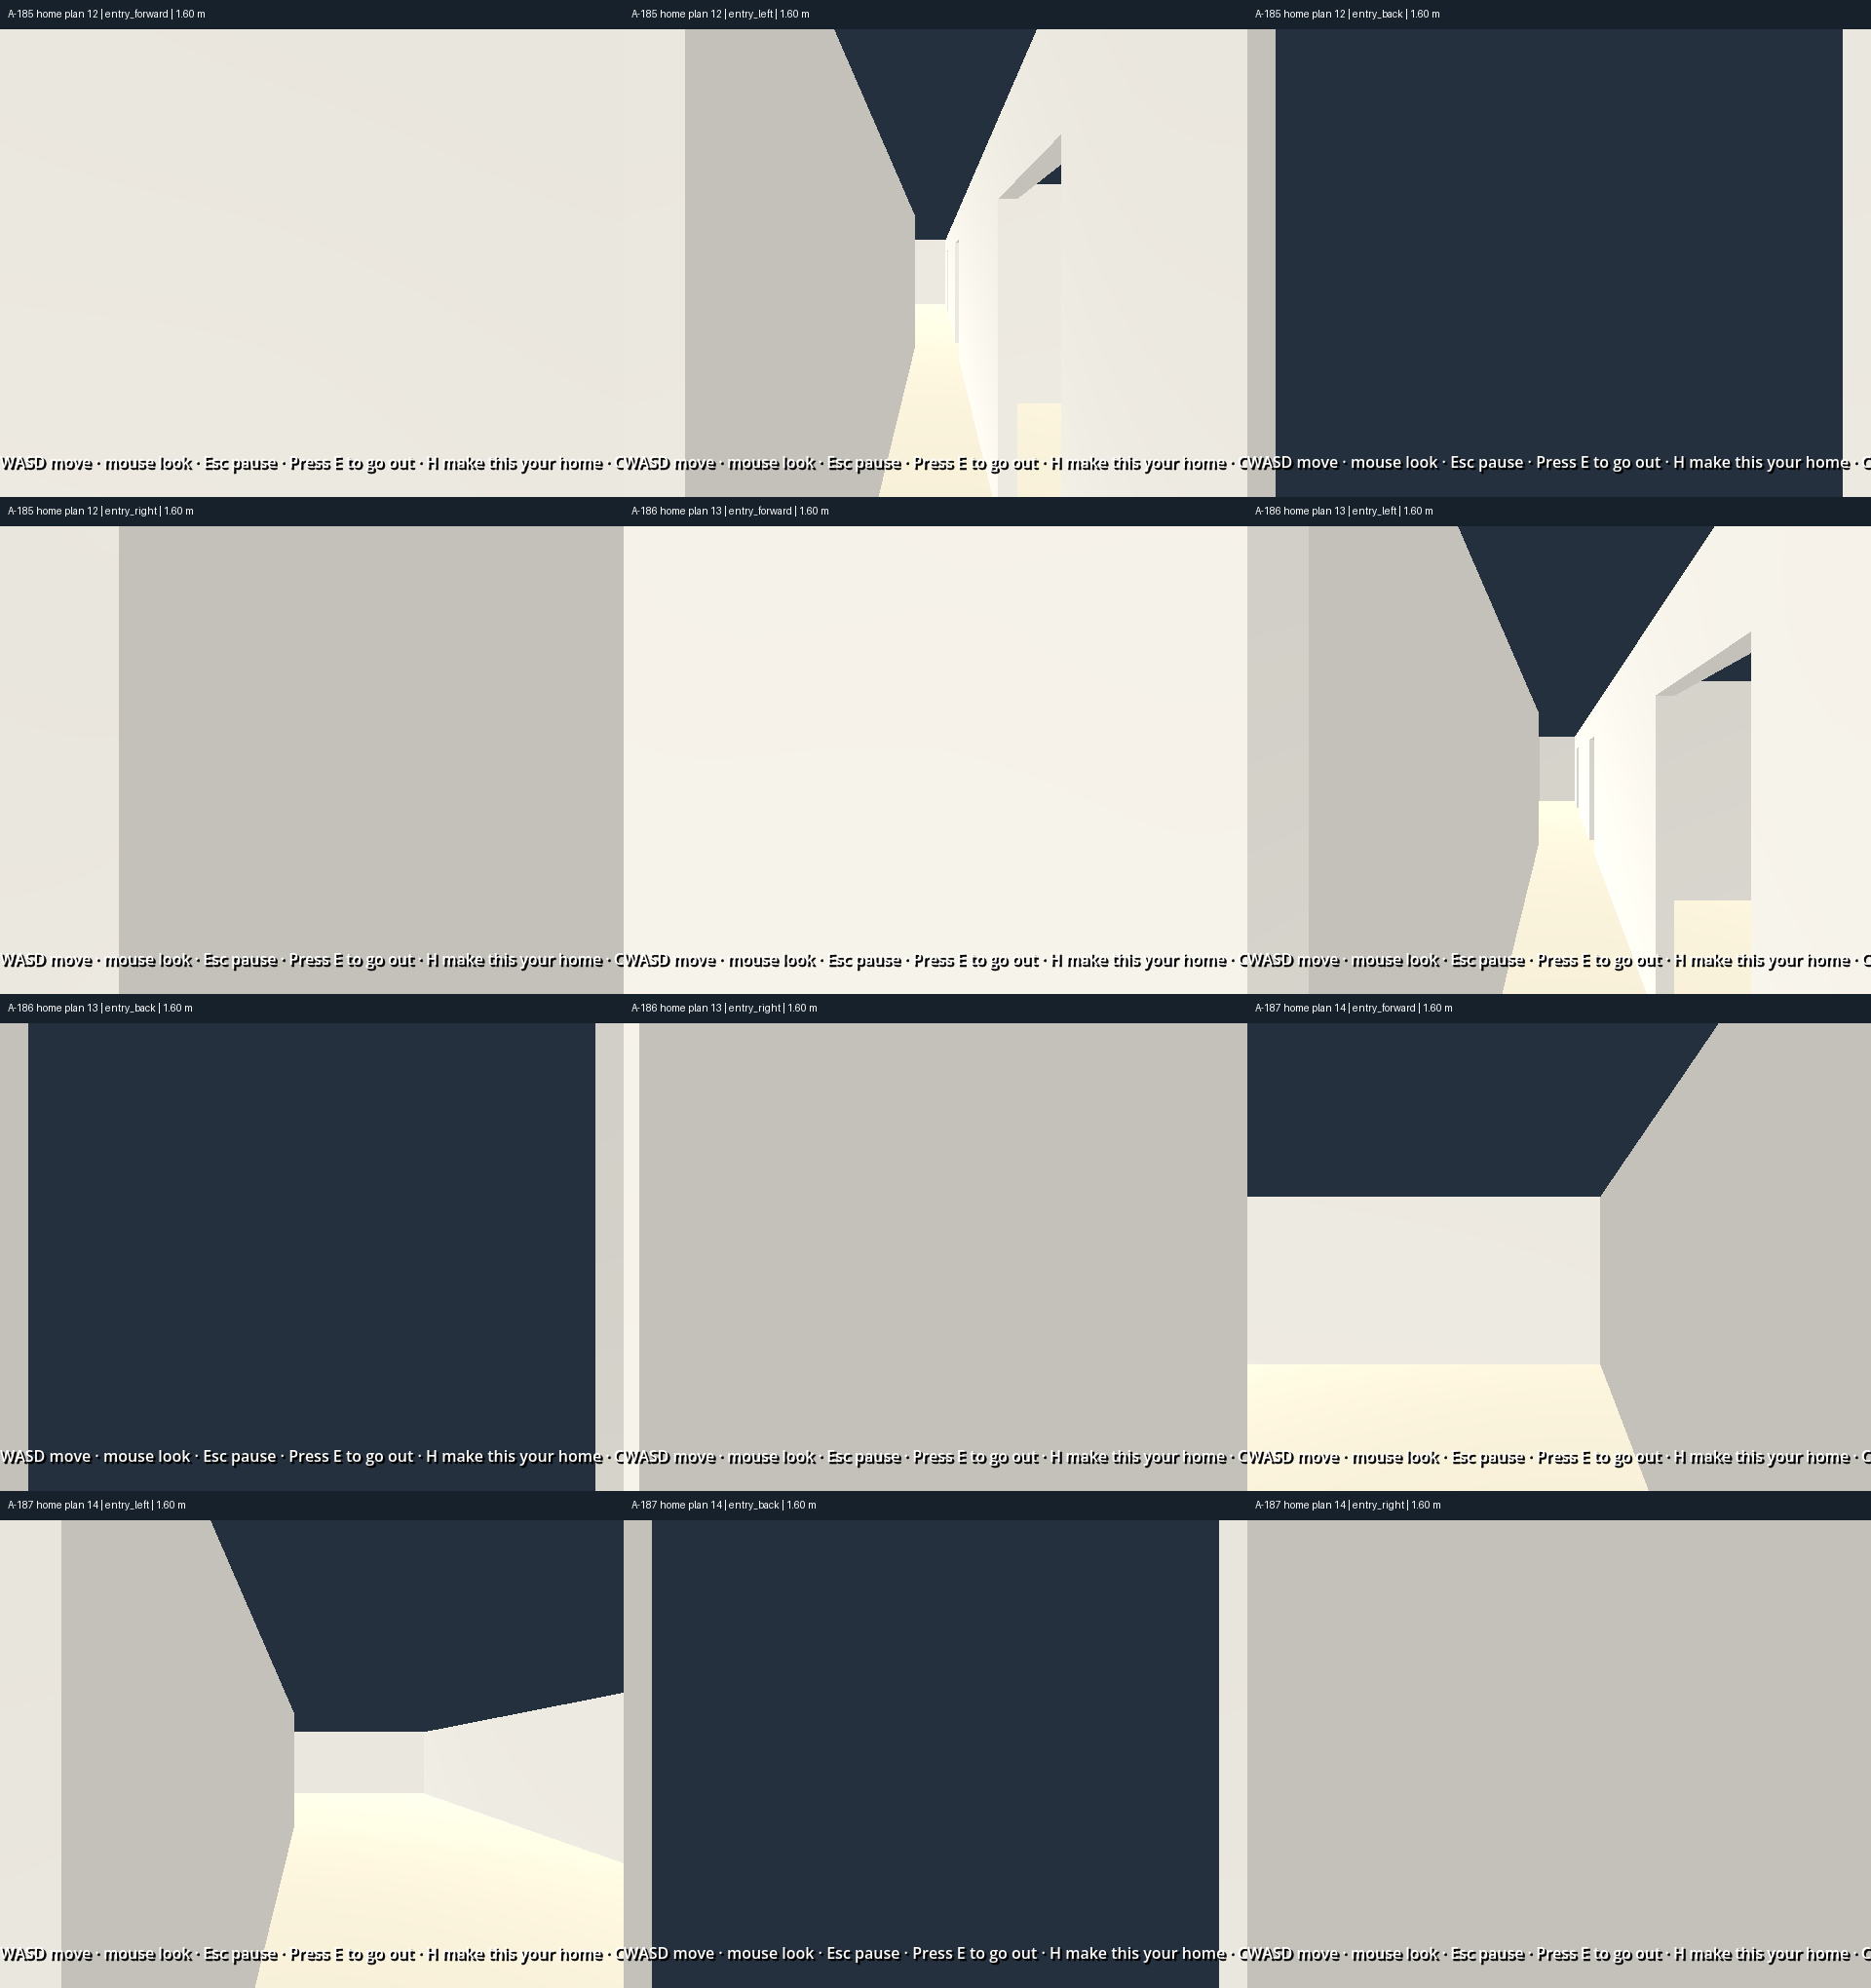 A-185 home plan 12 | entry_forward | 1.60 m
A-185 home plan 12 | entry_left | 1.60 m
A-185 home plan 12 | entry_back | 1.60 m
WASD move · mouse look · Esc pause · Press E to go out · H make this your home · C
WASD move · mouse look · Esc pause · Press E to go out · H make this your home · C
WASD move · mouse look · Esc pause · Press E to go out · H make this your home · C
A-185 home plan 12 | entry_right | 1.60 m
A-186 home plan 13 | entry_forward | 1.60 m
A-186 home plan 13 | entry_left | 1.60 m
WASD move · mouse look · Esc pause · Press E to go out · H make this your home · C
WASD move · mouse look · Esc pause · Press E to go out · H make this your home · C
WASD move · mouse look · Esc pause · Press E to go out · H make this your home · C
A-186 home plan 13 | entry_back | 1.60 m
A-186 home plan 13 | entry_right | 1.60 m
A-187 home plan 14 | entry_forward | 1.60 m
WASD move · mouse look · Esc pause · Press E to go out · H make this your home · C
WASD move · mouse look · Esc pause · Press E to go out · H make this your home · C
WASD move · mouse look · Esc pause · Press E to go out · H make this your home · C
A-187 home plan 14 | entry_left | 1.60 m
A-187 home plan 14 | entry_back | 1.60 m
A-187 home plan 14 | entry_right | 1.60 m
WASD move · mouse look · Esc pause · Press E to go out · H make this your home · C
WASD move · mouse look · Esc pause · Press E to go out · H make this your home · C
WASD move · mouse look · Esc pause · Press E to go out · H make this your home · C